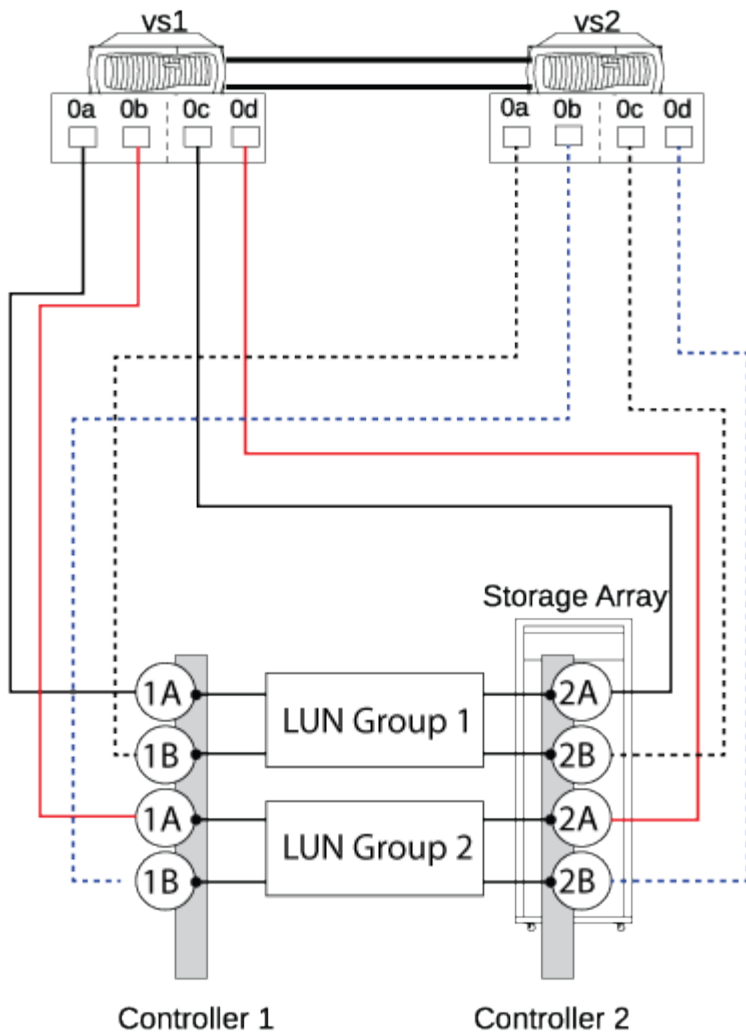 vs1 vs2
0a 0b 0c 0d 0a 0b 0c 0d
Storage Array
1A LUN Group 1 2A
1B 2B
1A LUN Group 2 2A
1B 2B
Controller 1 Controller 2